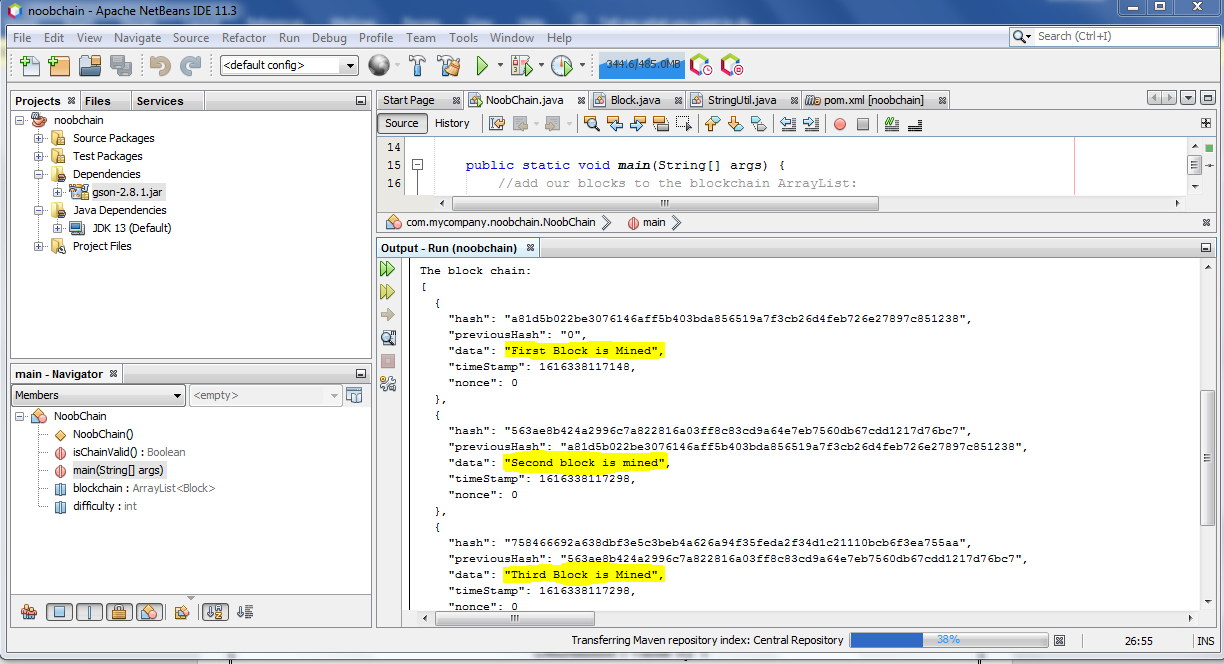 noobchain - Apache NetBeans IDE 11.3
File Edit View Navigate Source Refactor Run Debug Profile Team Tools Window Help
Search (Ctrl+I)
<default config>
344.6/485.0MB
Projects Files Services
noobchain
Source Packages
Test Packages
Dependencies
gson-2.8.1.jar
Java Dependencies
JDK 13 (Default)
Project Files
main - Navigator
Members
<empty>
NoobChain
NoobChain()
isChainValid() : Boolean
main(String[] args)
blockchain : ArrayList<Block>
difficulty : int
Start Page NoobChain.java Block.java StringUtil.java pom.xml [noobchain]
Source History
14
15 public static void main(String[] args) {
16 //add our blocks to the blockchain ArrayList:
com.mycompany.noobchain.NoobChain main
Output - Run (noobchain)
The block chain:
[
{
"hash": "a81d5b022be3076146aff5b403bda856519a7f3cb26d4feb726e27897c851238",
"previousHash": "0",
"data": "First Block is Mined",
"timeStamp": 1616338117148,
"nonce": 0
},
{
"hash": "563ae8b424a2996c7a822816a03ff8c83cd9a64e7eb7560db67cdd1217d76bc7",
"previousHash": "a81d5b022be3076146aff5b403bda856519a7f3cb26d4feb726e27897c851238",
"data": "Second block is mined",
"timeStamp": 1616338117298,
"nonce": 0
},
{
"hash": "758466692a638dbf3e5c3beb4a626a94f35feda2f34d1c21110bcb6f3ea755aa",
"previousHash": "563ae8b424a2996c7a822816a03ff8c83cd9a64e7eb7560db67cdd1217d76bc7",
"data": "Third Block is Mined",
"timeStamp": 1616338117298,
"nonce": 0
Transferring Maven repository index: Central Repository 38% 26:55 INS